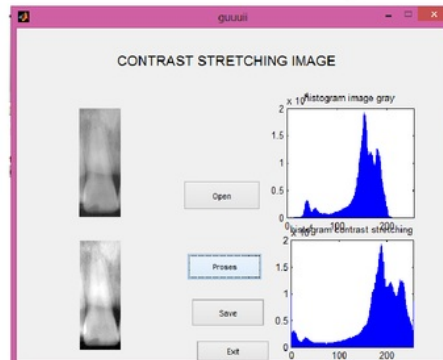 guuuii
CONTRAST STRETCHING IMAGE
histogram image gray
2
1.5
1
0.5
0
0 100 200
Open
histogram contrast stretching
2
1.5
1
0.5
0
0 100 200
Proses
Save
Exit